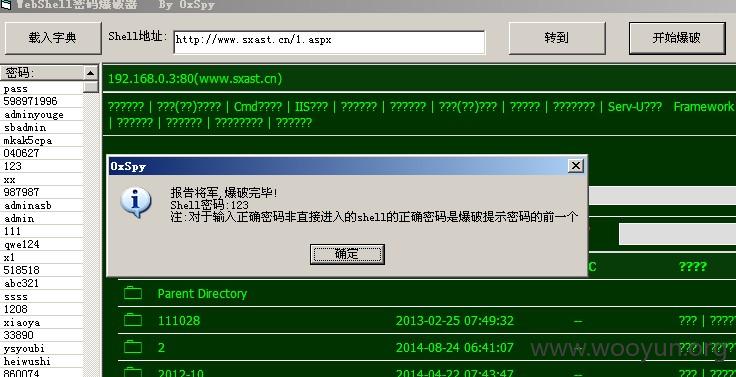 WebShell密码爆破器 By OxSpy
载入字典
Shell地址:
http://www.sxast.cn/1.aspx
转到
开始爆破
密码:
pass
598971996
adminyouge
sbadmin
mkak5cpa
040627
123
xx
987987
adminasb
admin
111
qwe124
x1
518518
abc321
ssss
1208
xiaoya
33890
ysyoubi
heiwushi
860074
192.168.0.3:80(www.sxast.cn)
?????? | ???(??)???? | Cmd???? | IIS??? | ?????? | ?????? | ???(??)??? | ????? | ??????? | Serv-U??? Framework
| ?????? | ?????? | ???????? | ??????
OxSpy
报告将军,爆破完毕!
Shell密码:123
注:对于输入正确密码非直接进入的shell的正确密码是爆破提示密码的前一个
确定
C ????
Parent Directory
111028 2013-02-25 07:49:32 -- ??? | ????
2 2014-08-24 06:41:07 --
2012-10 2014-04-22 07:43:47 -- ??? | ????
www.wooyun.org